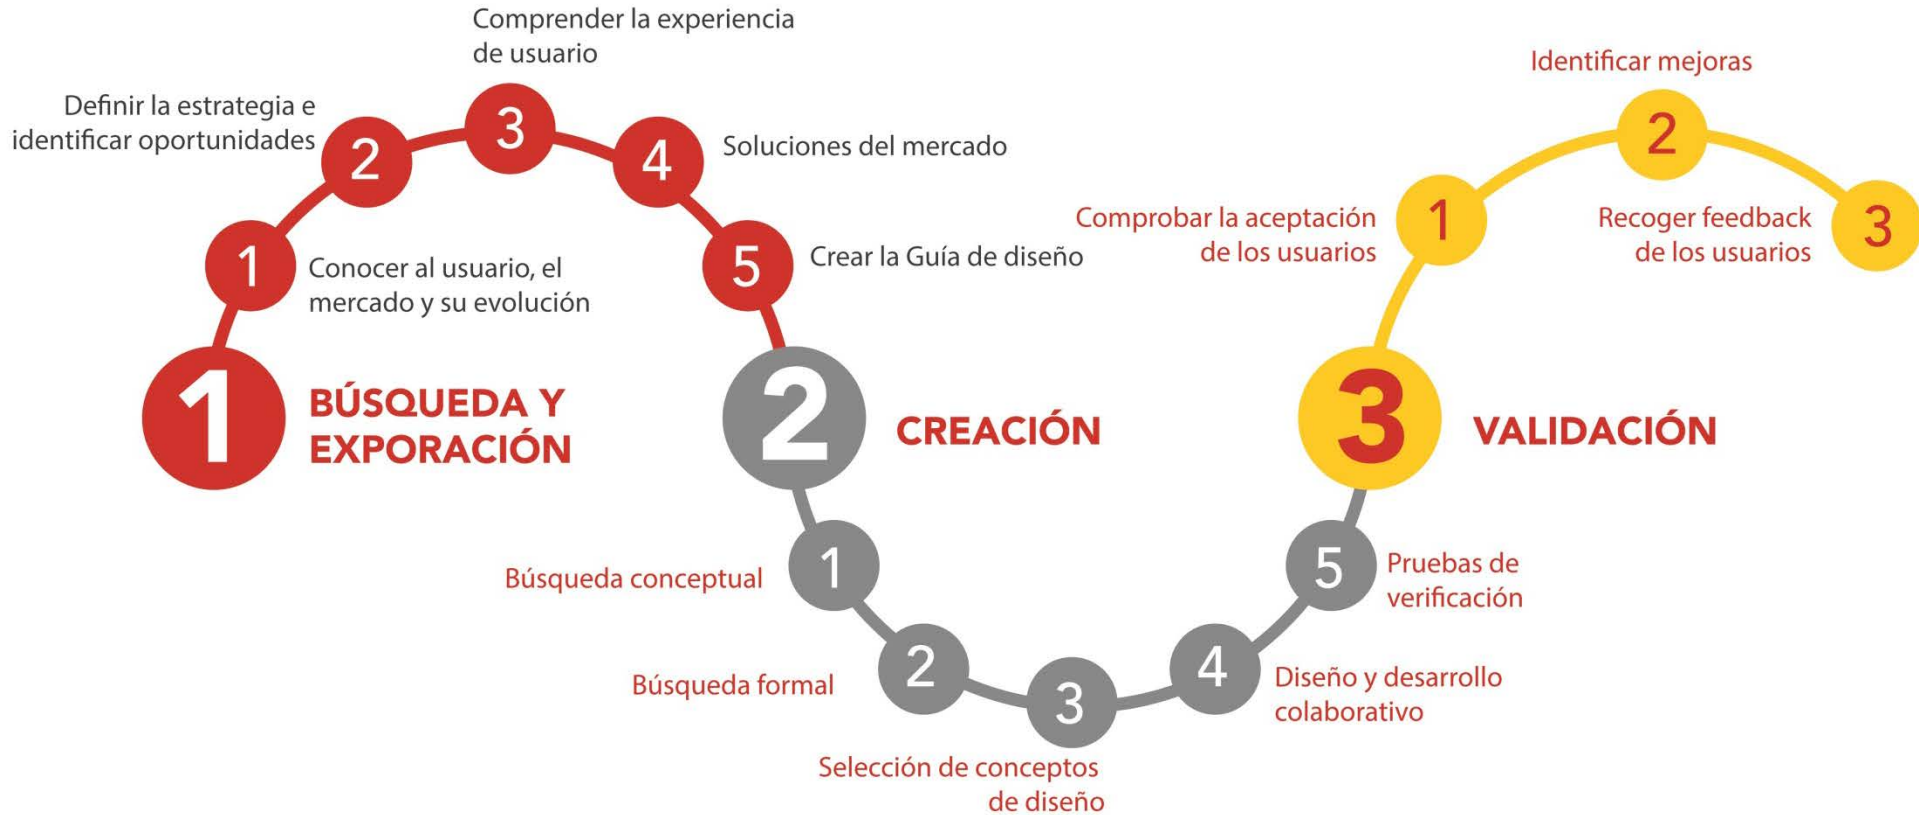 1
BÚSQUEDA Y
EXPORACIÓN
1
Conocer al usuario, el
mercado y su evolución
2
Definir la estrategia e
identificar oportunidades
3
Comprender la experiencia
de usuario
4
Soluciones del mercado
5
Crear la Guía de diseño
2
CREACIÓN
1
Búsqueda conceptual
2
Búsqueda formal
3
Selección de conceptos
de diseño
4
Diseño y desarrollo
colaborativo
5
Pruebas de
verificación
3
VALIDACIÓN
1
Comprobar la aceptación
de los usuarios
2
Identificar mejoras
3
Recoger feedback
de los usuarios